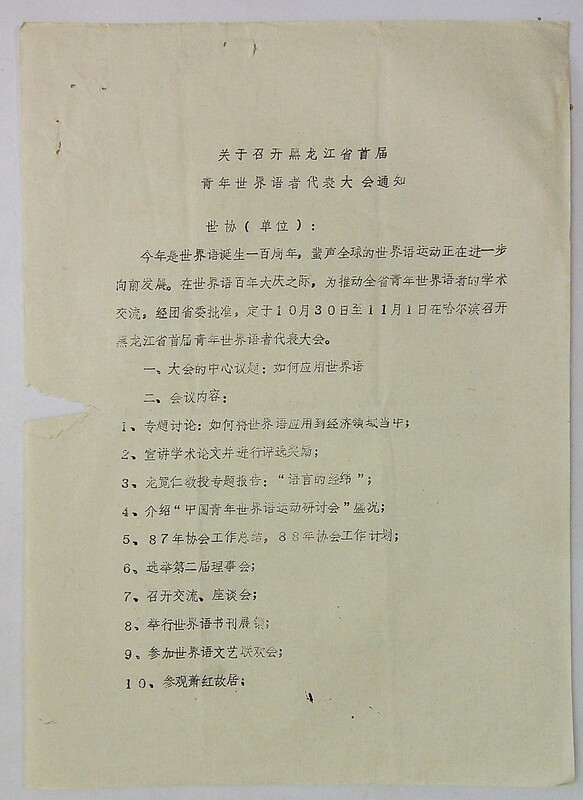 关于召开黑龙江省首届
青年世界语者代表大会通知
世协(单位):
今年是世界语诞生一百周年,蜚声全球的世界语运动正在进一步
向前发展。在世界语百年大庆之际,为推动全省青年世界语者的学术
交流,经团省委批准,定于10月30日至11月1日在哈尔滨召开
黑龙江省首届青年世界语者代表大会。
一、大会的中心议题:如何应用世界语
二、会议内容:
1、专题讨论:如何将世界语应用到经济领域当中;
2、宣讲学术论文并进行评选奖励;
3、龙宽仁教授专题报告:“语言的经纬”;
4、介绍“中国青年世界语运动研讨会”盛况;
5、87年协会工作总结,88年协会工作计划;
6、选举第二届理事会;
7、召开交流、座谈会;
8、举行世界语书刊展销;
9、参加世界语文艺联欢会;
10、参观萧红故居;